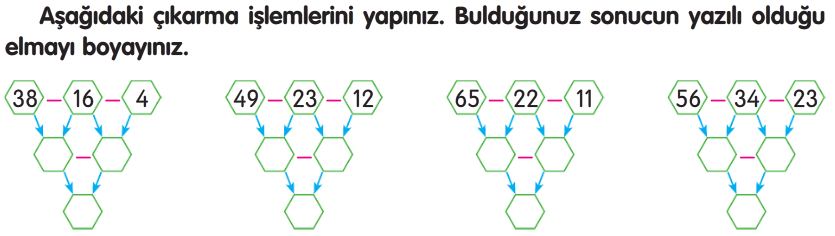 Aşağıdaki çıkarma işlemlerini yapınız. Bulduğunuz sonucun yazılı olduğu
elmayı boyayınız.
38 – 16 – 4 49 – 23 – 12 65 – 22 – 11 56 – 34 – 23
– – – –